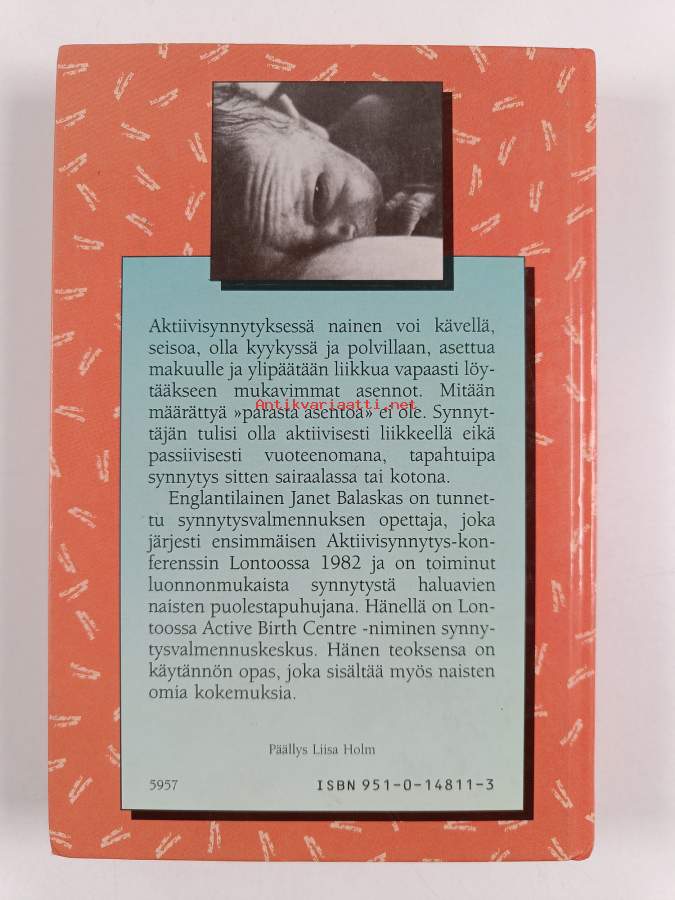 Aktiivisynnytyksessä nainen voi kävellä,
seisoa, olla kyykyssä ja polvillaan, asettua
makuulle ja ylipäätään liikkua vapaasti löy-
tääkseen mukavimmat asennot. Mitään
Antikvariaatti.net
määrättyä »parasta asentoa» ei ole. Synnyt-
täjän tulisi olla aktiivisesti liikkeellä eikä
passiivisesti vuoteenomana, tapahtuipa
synnytys sitten sairaalassa tai kotona.
Englantilainen Janet Balaskas on tunnet-
tu synnytysvalmennuksen opettaja, joka
järjesti ensimmäisen Aktiivisynnytys-kon-
ferenssin Lontoossa 1982 ja on toiminut
luonnonmukaista synnytystä haluavien
naisten puolestapuhujana. Hänellä on Lon-
toossa Active Birth Centre -niminen synny-
tysvalmennuskeskus. Hänen teoksensa on
käytännön opas, joka sisältää myös naisten
omia kokemuksia.
Päällys Liisa Holm
5957 ISBN 951-0-14811-3